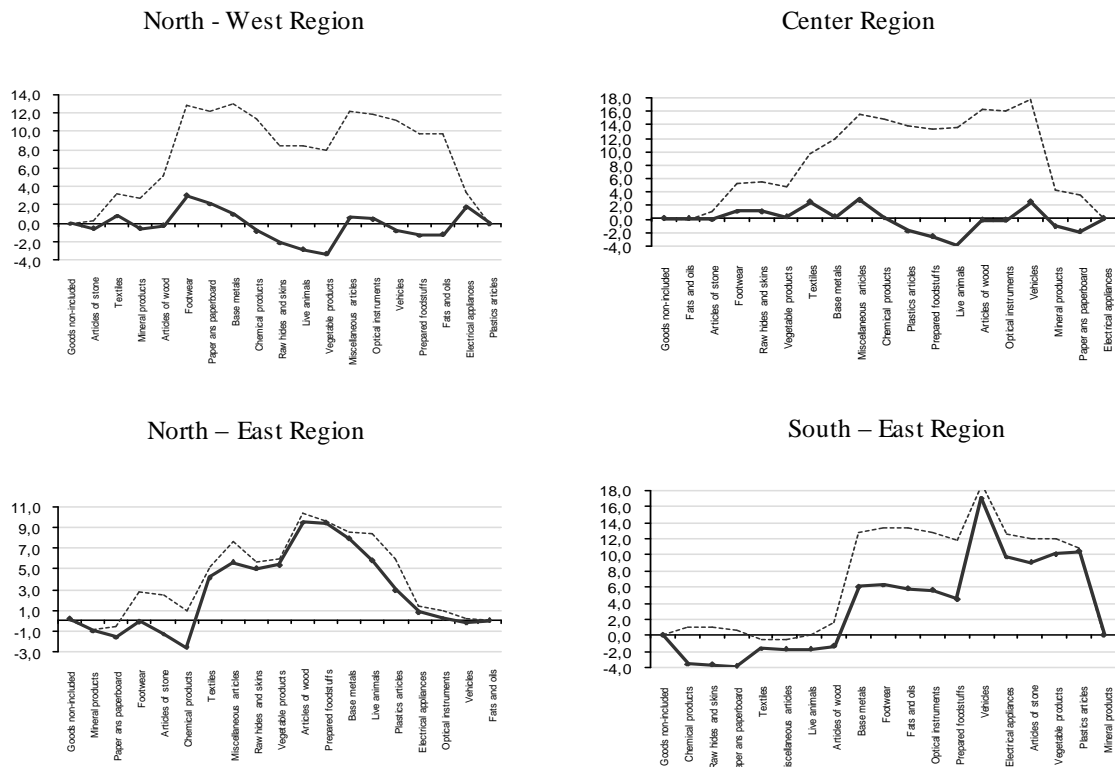 North - West Region
14,0
12,0
10,0
8,0
6,0
4,0
2,0
0,0
-2,0
-4,0
Goods non-included
Articles of stone
Textiles
Mineral products
Articles of wood
Footwear
Paper ans paperboard
Base metals
Chemical products
Raw hides and skins
Live animals
Vegetable products
Miscellaneous articles
Optical instruments
Vehicles
Prepared foodstuffs
Fats and oils
Electrical appliances
Plastics articles
Center Region
18,0
16,0
14,0
12,0
10,0
8,0
6,0
4,0
2,0
0,0
-2,0
-4,0
Goods non-included
Fats and oils
Articles of stone
Footwear
Raw hides and skins
Vegetable products
Textiles
Base metals
Miscellaneous articles
Chemical products
Plastics articles
Prepared foodstuffs
Live animals
Articles of wood
Optical instruments
Vehicles
Mineral products
Paper ans paperboard
Electrical appliances
North – East Region
11,0
9,0
7,0
5,0
3,0
1,0
-1,0
-3,0
Goods non-included
Mineral products
Paper ans paperboard
Footwear
Articles of stone
Chemical products
Textiles
Miscellaneous articles
Raw hides and skins
Vegetable products
Articles of wood
Prepared foodstuffs
Base metals
Live animals
Plastics articles
Electrical appliances
Optical instruments
Vehicles
Fats and oils
South – East Region
18,0
16,0
14,0
12,0
10,0
8,0
6,0
4,0
2,0
0,0
-2,0
-4,0
Goods non-included
Chemical products
Raw hides and skins
Paper ans paperboard
Textiles
Miscellaneous articles
Live animals
Articles of wood
Base metals
Footwear
Fats and oils
Optical instruments
Prepared foodstuffs
Vehicles
Electrical appliances
Articles of stone
Vegetable products
Plastics articles
Mineral products